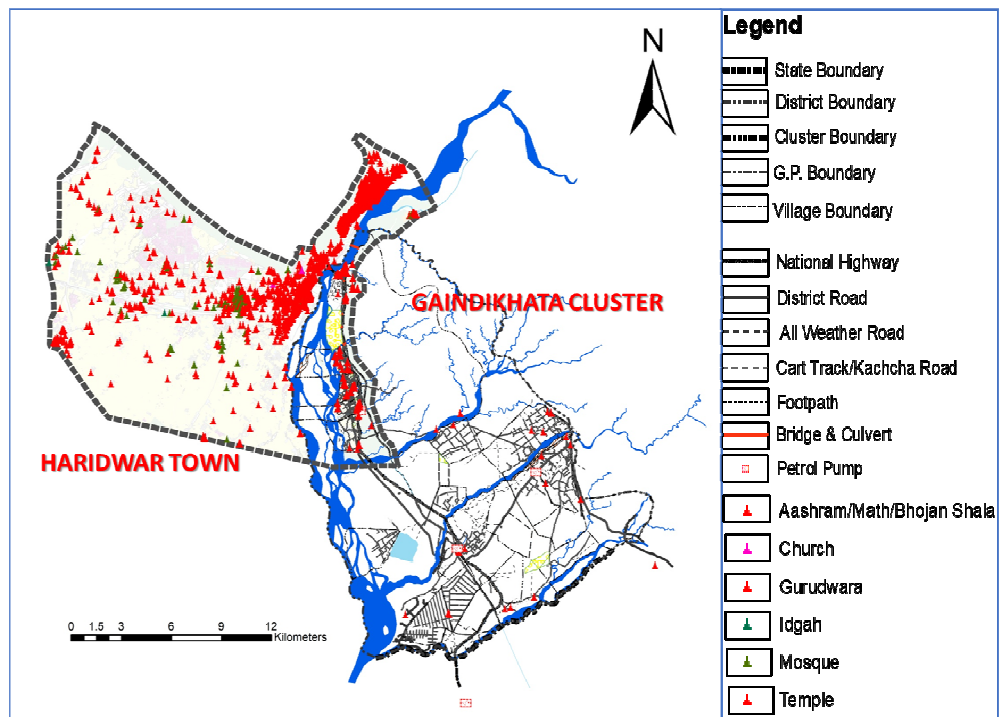 N
GAINDIKHATA CLUSTER
HARIDWAR TOWN
0 1.5 3 6 9 12
Kilometers
Legend
State Boundary
District Boundary
Cluster Boundary
G.P. Boundary
Village Boundary
National Highway
District Road
All Weather Road
Cart Track/Kachcha Road
Footpath
Bridge & Culvert
Petrol Pump
Aashram/Math/Bhojan Shala
Church
Gurudwara
Idgah
Mosque
Temple